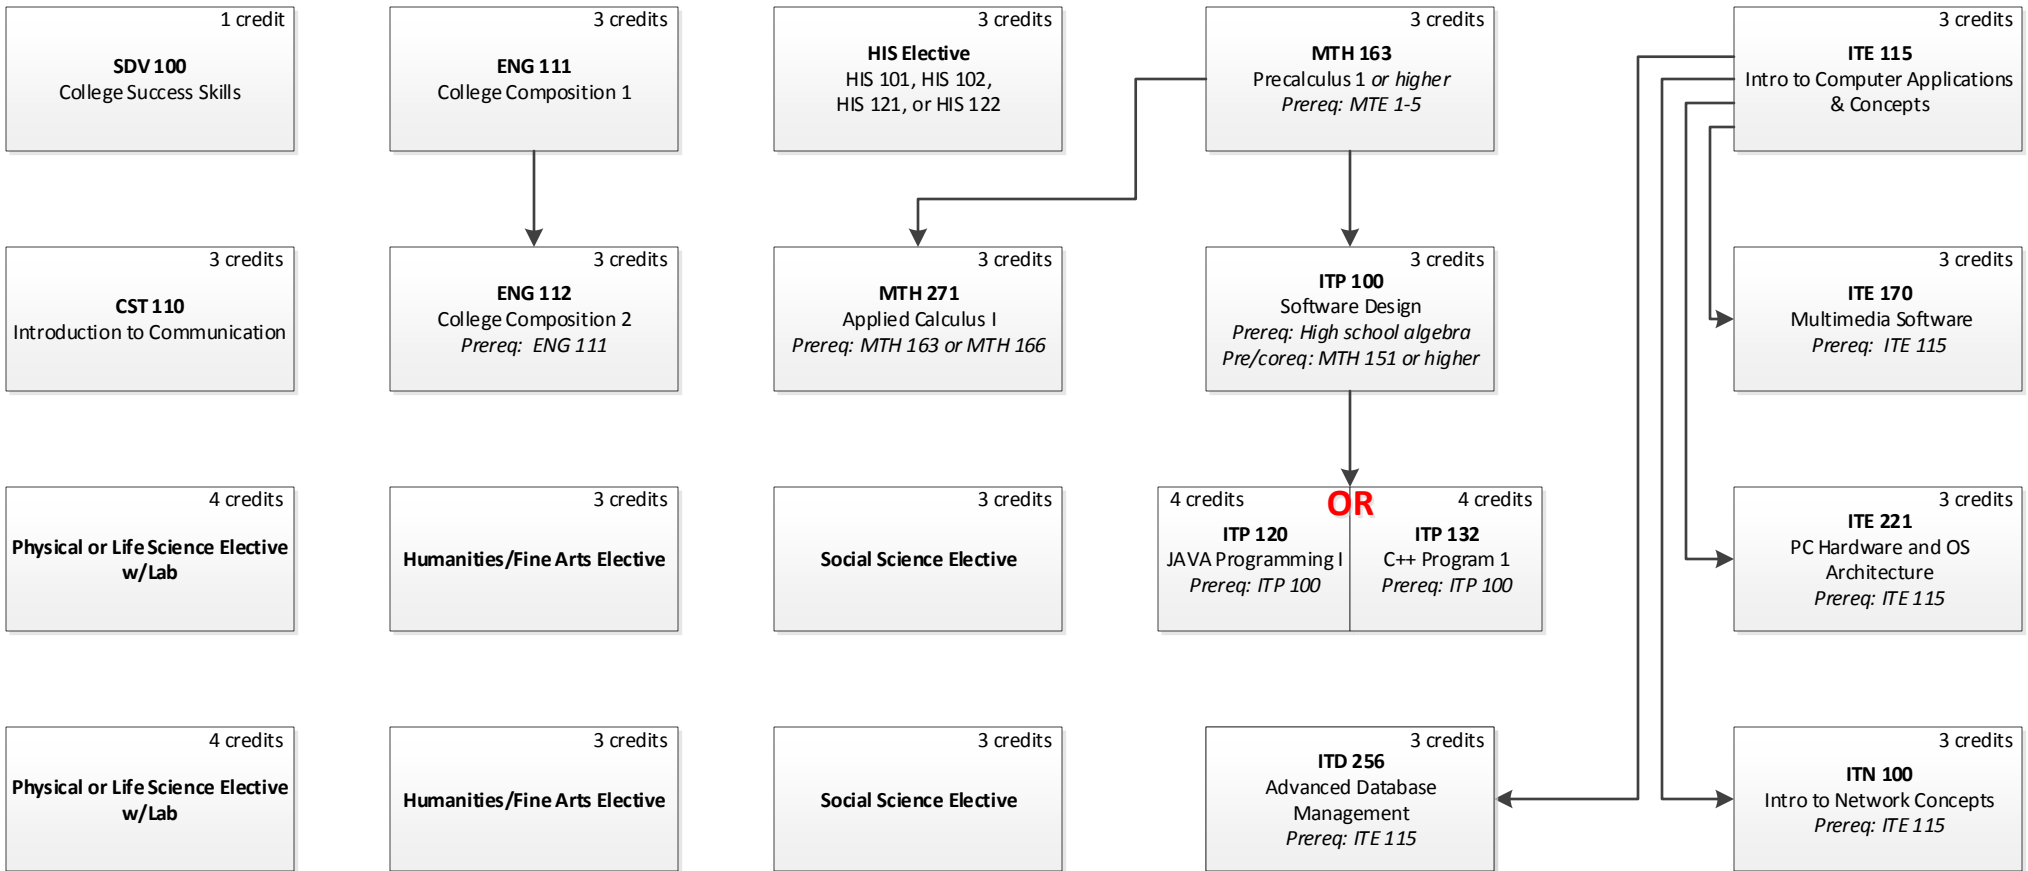 1 credit
SDV 100
College Success Skills
3 credits
ENG 111
College Composition 1
3 credits
HIS Elective
HIS 101, HIS 102,
HIS 121, or HIS 122
3 credits
MTH 163
Precalculus 1 or higher
Prereq: MTE 1-5
3 credits
ITE 115
Intro to Computer Applications
& Concepts
3 credits
CST 110
Introduction to Communication
3 credits
ENG 112
College Composition 2
Prereq: ENG 111
3 credits
MTH 271
Applied Calculus I
Prereq: MTH 163 or MTH 166
3 credits
ITP 100
Software Design
Prereq: High school algebra
Pre/coreq: MTH 151 or higher
3 credits
ITE 170
Multimedia Software
Prereq: ITE 115
4 credits
Physical or Life Science Elective
w/Lab
3 credits
Humanities/Fine Arts Elective
3 credits
Social Science Elective
4 credits
ITP 120
JAVA Programming I
Prereq: ITP 100
OR
4 credits
ITP 132
C++ Program 1
Prereq: ITP 100
3 credits
ITE 221
PC Hardware and OS
Architecture
Prereq: ITE 115
4 credits
Physical or Life Science Elective
w/Lab
3 credits
Humanities/Fine Arts Elective
3 credits
Social Science Elective
3 credits
ITD 256
Advanced Database
Management
Prereq: ITE 115
3 credits
ITN 100
Intro to Network Concepts
Prereq: ITE 115